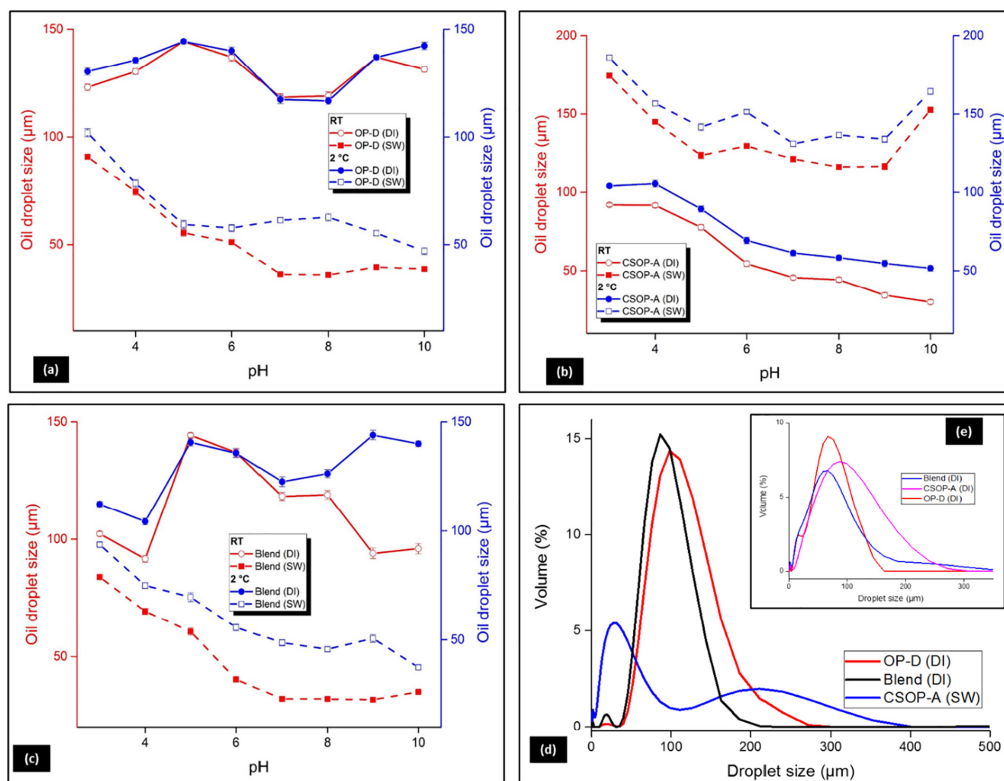 150
100
50
Oil droplet size (µm)
RT
OP-D (DI)
OP-D (SW)
2 °C
OP-D (DI)
OP-D (SW)
150
100
50
Oil droplet size (µm)
4
6
8
10
pH
(a)
200
150
100
50
Oil droplet size (µm)
RT
CSOP-A (DI)
CSOP-A (SW)
2 °C
CSOP-A (DI)
CSOP-A (SW)
200
150
100
50
0
Oil droplet size (µm)
4
6
8
10
pH
(b)
150
100
50
Oil droplet size (µm)
RT
Blend (DI)
Blend (SW)
2 °C
Blend (DI)
Blend (SW)
150
100
50
Oil droplet size (µm)
4
6
8
10
pH
(c)
15
10
5
0
Volume (%)
OP-D (DI)
Blend (DI)
CSOP-A (SW)
0
100
200
300
400
500
Droplet size (µm)
(d)
(e)
10
5
0
Volume (%)
Blend (DI)
CSOP-A (DI)
OP-D (DI)
0
100
200
300
Droplet size (µm)